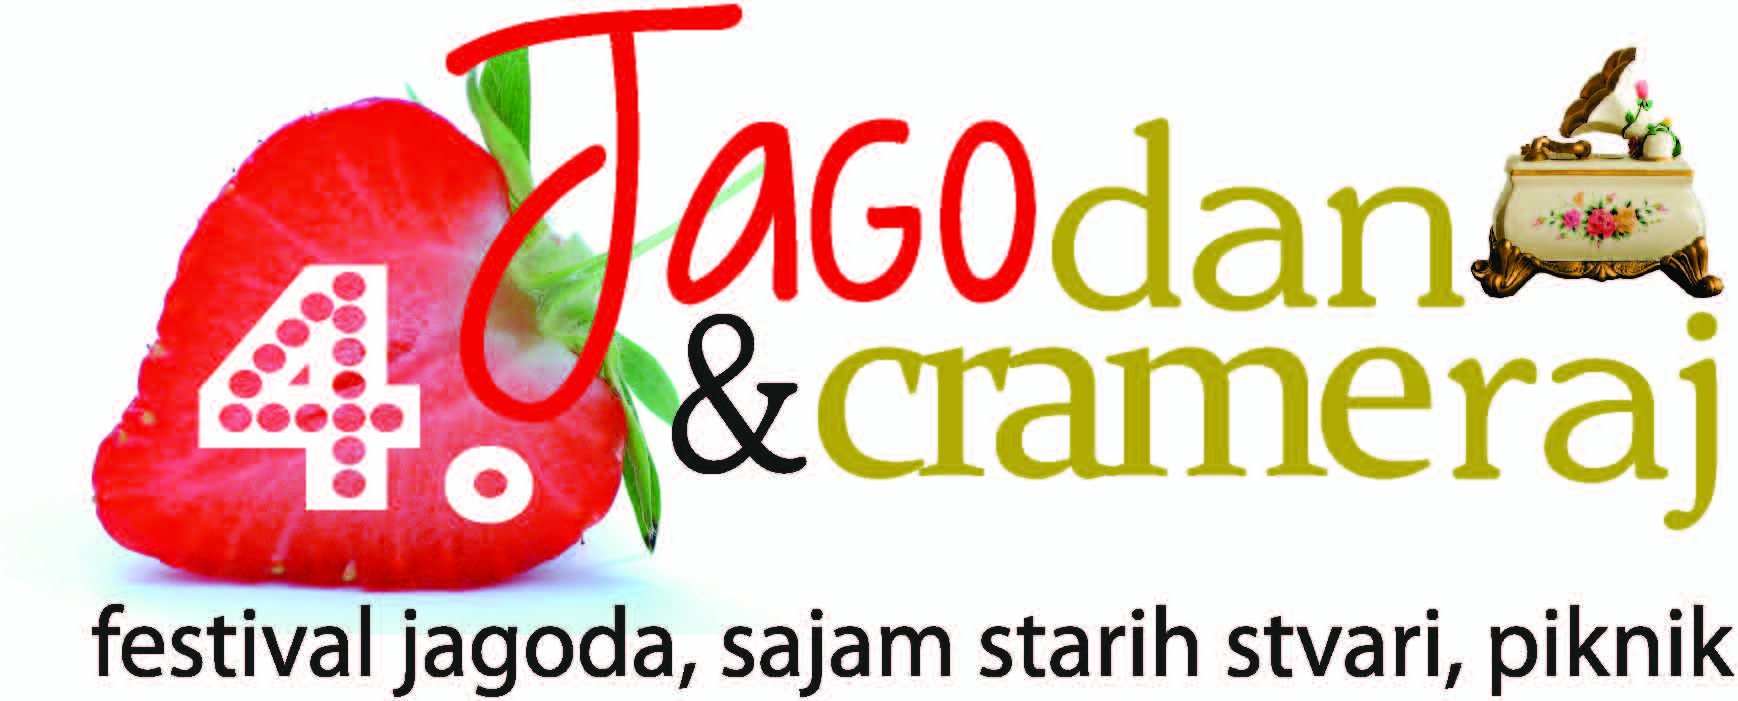 4. Jagodan
& crameraj
festival jagoda, sajam starih stvari, piknik